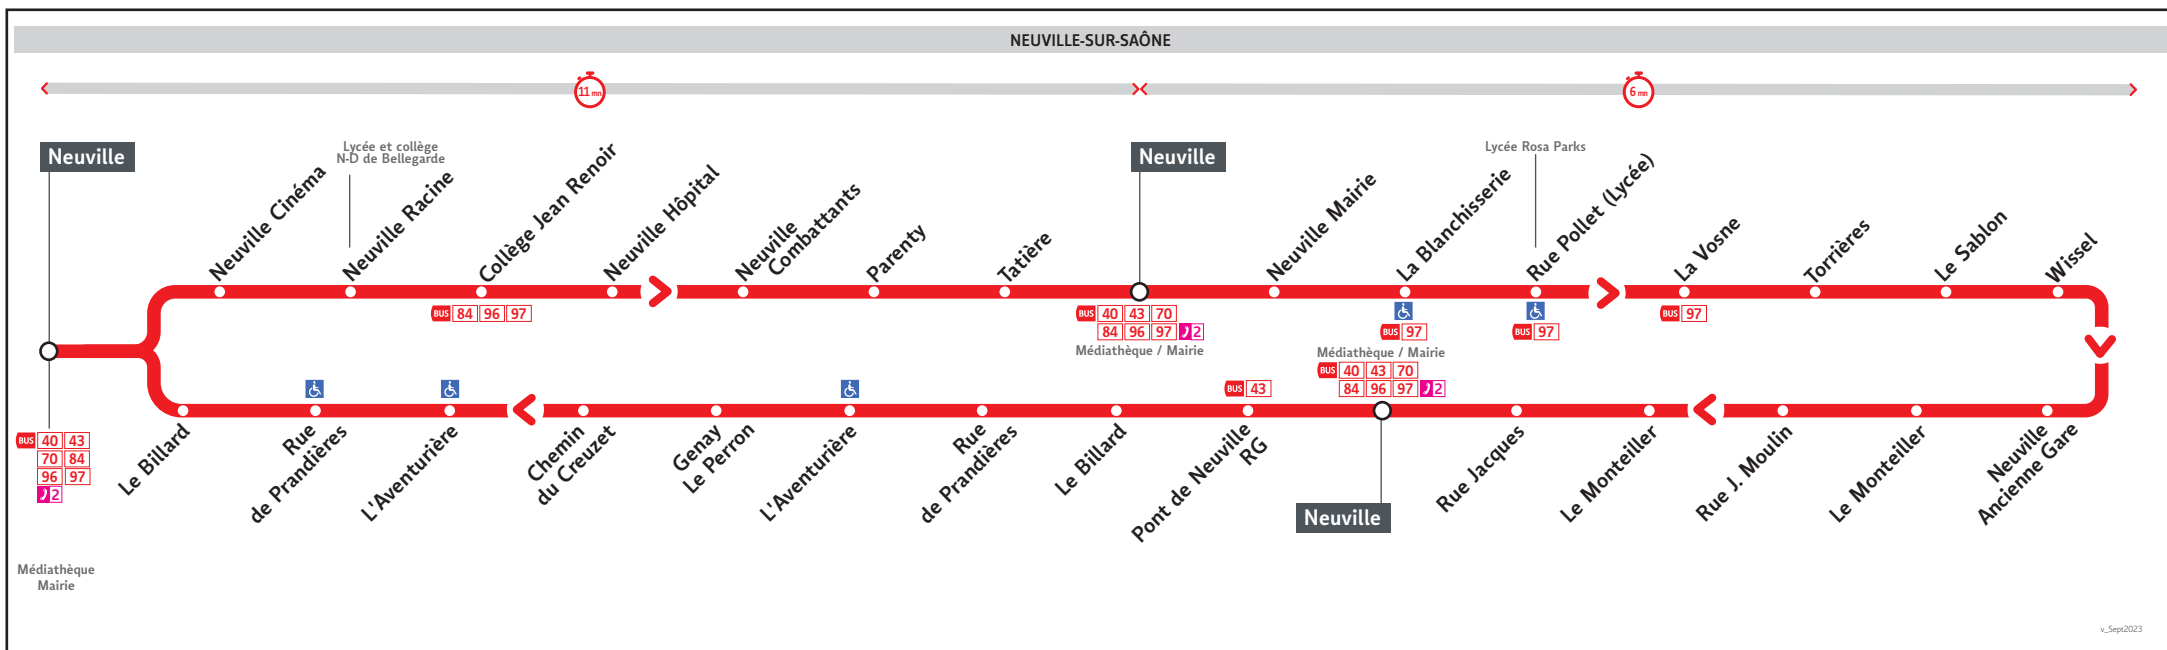 NEUVILLE-SUR-SAÔNE
11 mn
6 mn
Neuville
Lycée et collège
N-D de Bellegarde
Neuville
Lycée Rosa Parks
Neuville Cinéma
Neuville Racine
Collège Jean Renoir
Neuville Hôpital
Neuville
Combattants
Parenty
Tatière
Neuville Mairie
La Blanchisserie
Rue Pollet (Lycée)
La Vosne
Torrières
Le Sablon
Wissel
BUS 84 96 97
BUS 40 43 70
84 96 97 2
Médiathèque / Mairie
BUS 97
BUS 97
BUS 97
Médiathèque / Mairie
BUS 40 43 70
84 96 97 2
BUS 43
BUS 40 43
70 84
96 97
2
Médiathèque
Mairie
Le Billard
Rue
de Prandières
L'Aventurière
Chemin
du Creuzet
Genay
Le Perron
L'Aventurière
Rue
de Prandières
Le Billard
Pont de Neuville
RG
Neuville
Rue Jacques
Le Monteiller
Rue J. Moulin
Le Monteiller
Neuville
Ancienne Gare
v_Sept2023